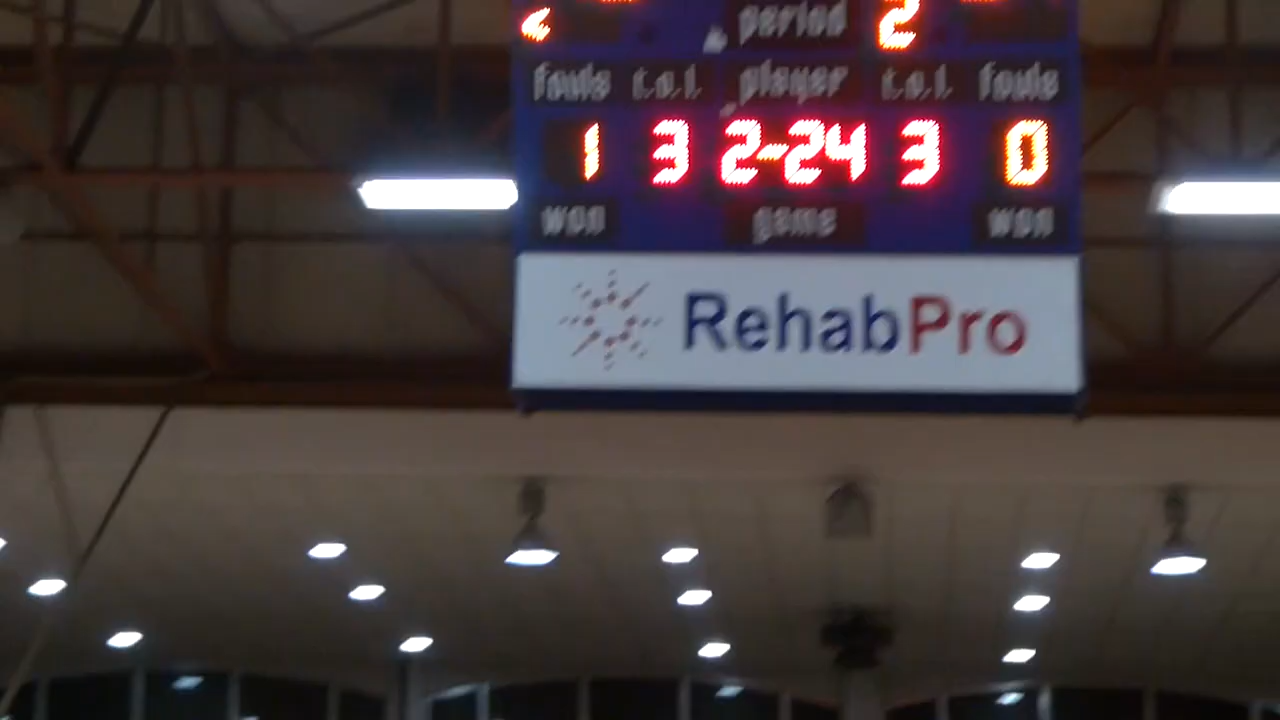 period 2
fouls t.o.l. player t.o.l. fouls
1 3 2-24 3 0
won game won
RehabPro